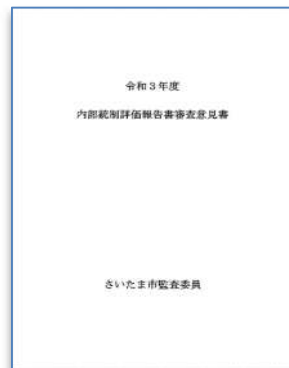 令和３年度
内部統制評価報告書審査意見書
さいたま市監査委員